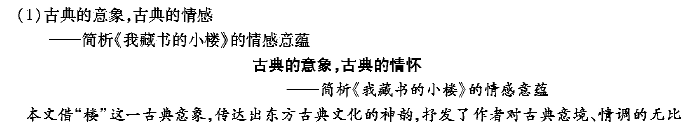 (1)古典的意象,古典的情感
——简析《我藏书的小楼》的情感意蕴
古典的意象,古典的情怀
——简析《我藏书的小楼》的情感意蕴
本文借“楼”这一古典意象,传达出东方古典文化的神韵,抒发了作者对古典意境、情调的无比